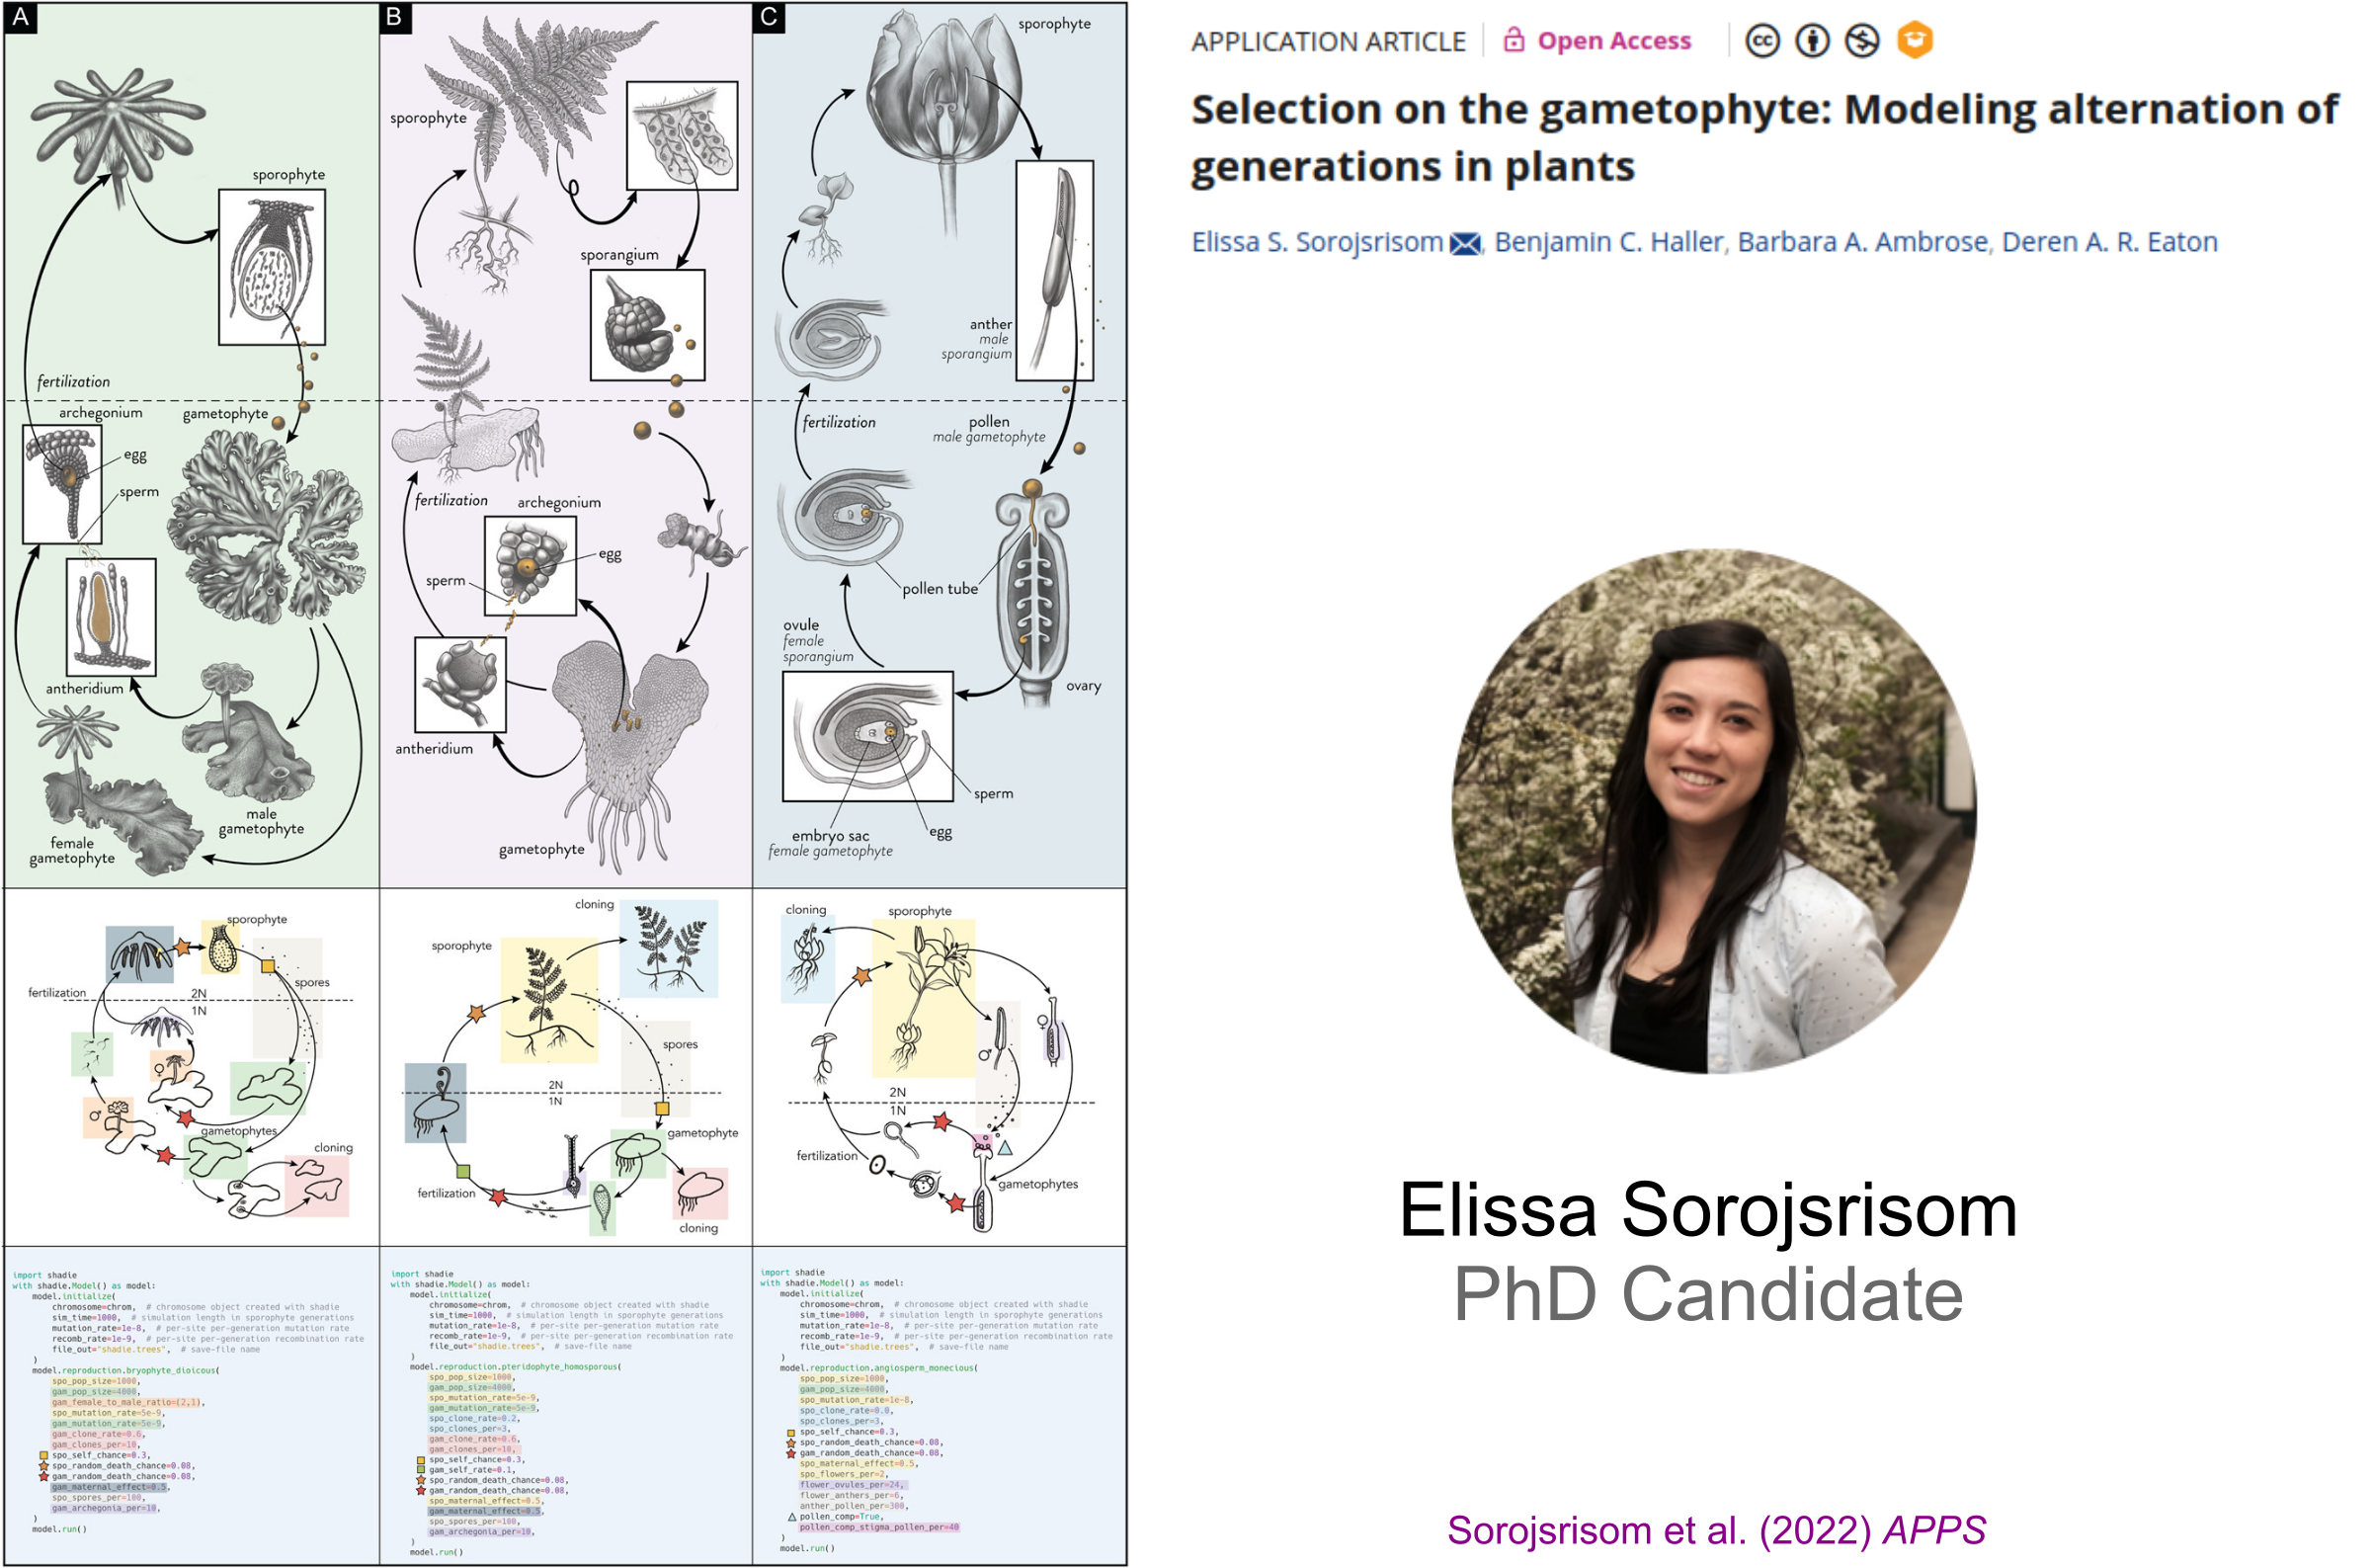 A
sporophyte
fertilization
archegonium
gametophyte
egg
sperm
antheridium
male
gametophyte
female
gametophyte
B
sporophyte
sporangium
fertilization
archegonium
egg
sperm
antheridium
gametophyte
C
sporophyte
anther
male
sporangium
fertilization
pollen
male gametophyte
pollen tube
ovule
female
sporangium
ovary
sperm
egg
embryo sac
female gametophyte
sporophyte
spores
fertilization
2N
1N
♀
♂
gametophytes
cloning
cloning
sporophyte
spores
2N
1N
gametophyte
fertilization
cloning
cloning
sporophyte
♀
♂
2N
1N
fertilization
gametophytes
import shadie
with shadie.Model() as model:
model.initialize(
chromosome=chrom, # chromosome object created with shadie
sim_time=1000, # simulation length in sporophyte generations
mutation_rate=1e-8, # per-site per-generation mutation rate
recomb_rate=1e-9, # per-site per-generation recombination rate
file_out="shadie.trees", # save-file name
)
model.reproduction.bryophyte_dioicous(
spo_pop_size=1000,
gam_pop_size=4000,
gam_female_to_male_ratio=(2,1),
spo_mutation_rate=5e-9,
gam_mutation_rate=5e-9,
gam_clone_rate=0.6,
gam_clones_per=10,
spo_self_chance=0.3,
spo_random_death_chance=0.08,
gam_random_death_chance=0.08,
gam_maternal_effect=0.5,
spo_spores_per=100,
gam_archegonia_per=10,
)
model.run()
import shadie
with shadie.Model() as model:
model.initialize(
chromosome=chrom, # chromosome object created with shadie
sim_time=1000, # simulation length in sporophyte generations
mutation_rate=1e-8, # per-site per-generation mutation rate
recomb_rate=1e-9, # per-site per-generation recombination rate
file_out="shadie.trees", # save-file name
)
model.reproduction.pteridophyte_homosporous(
spo_pop_size=1000,
gam_pop_size=4000,
spo_mutation_rate=5e-9,
gam_mutation_rate=5e-9,
spo_clone_rate=0.2,
spo_clones_per=3,
gam_clone_rate=0.6,
gam_clones_per=10,
spo_self_chance=0.3,
gam_self_rate=0.1,
spo_random_death_chance=0.08,
gam_random_death_chance=0.08,
spo_maternal_effect=0.5,
gam_maternal_effect=0.5,
spo_spores_per=100,
gam_archegonia_per=10,
)
model.run()
import shadie
with shadie.Model() as model:
model.initialize(
chromosome=chrom, # chromosome object created with shadie
sim_time=1000, # simulation length in sporophyte generations
mutation_rate=1e-8, # per-site per-generation mutation rate
recomb_rate=1e-9, # per-site per-generation recombination rate
file_out="shadie.trees", # save-file name
)
model.reproduction.angiosperm_monecious(
spo_pop_size=1000,
gam_pop_size=4000,
spo_mutation_rate=1e-8,
spo_clone_rate=0.0,
spo_clones_per=3,
spo_self_chance=0.3,
spo_random_death_chance=0.08,
gam_random_death_chance=0.08,
spo_maternal_effect=0.5,
spo_flowers_per=2,
flower_ovules_per=24,
flower_anthers_per=6,
anther_pollen_per=300,
pollen_comp=True,
pollen_comp_stigma_pollen_per=40
)
model.run()
APPLICATION ARTICLE Open Access cc
Selection on the gametophyte: Modeling alternation of
generations in plants
Elissa S. Sorojsrisom, Benjamin C. Haller, Barbara A. Ambrose, Deren A. R. Eaton
Elissa Sorojsrisom
PhD Candidate
Sorojsrisom et al. (2022) APPS